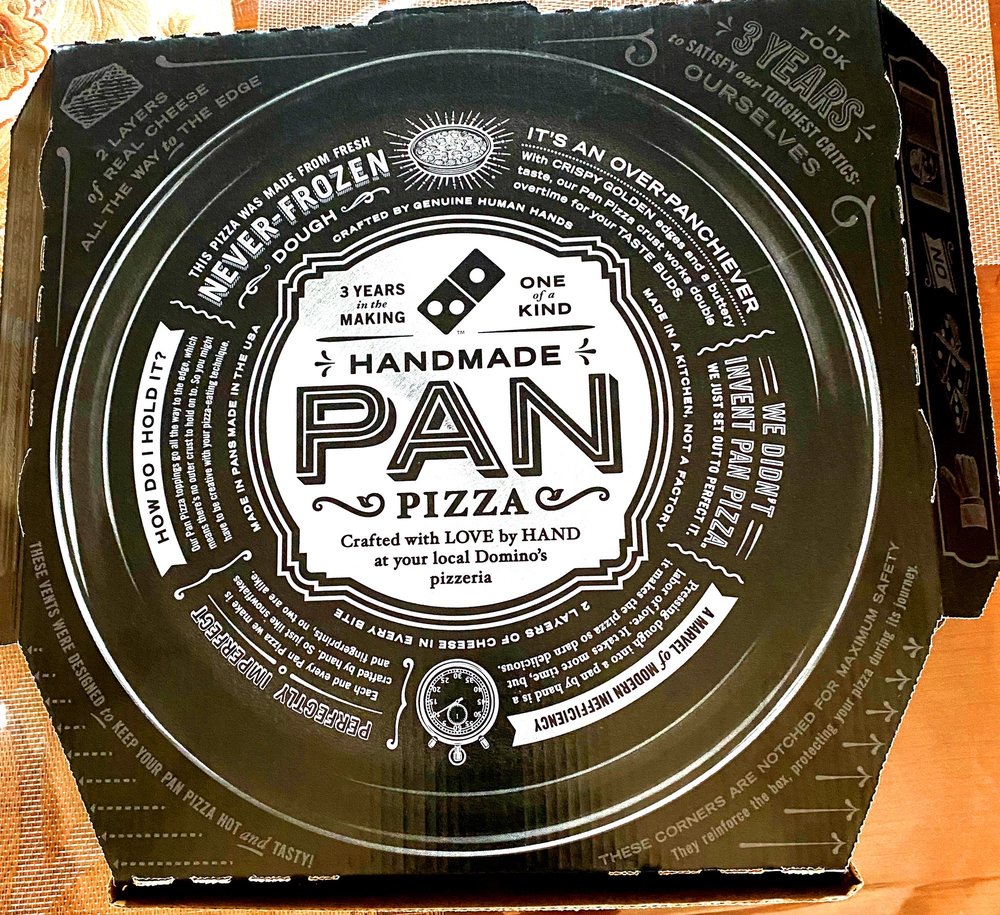 2 LAYERS
of REAL CHEESE
ALL THE WAY to THE EDGE
IT
TOOK
3 YEARS
to SATISFY our TOUGHEST CRITICS:
OURSELVES
THIS PIZZA WAS MADE FROM FRESH
NEVER-FROZEN
DOUGH
CRAFTED BY GENUINE HUMAN HANDS
IT'S AN OVER-PANCHIEVER
With CRISPY GOLDEN edges and a buttery
taste, our Pan Pizza crust works double
overtime for your TASTE BUDS.
MADE IN A KITCHEN, NOT A FACTORY
WE DIDN'T
INVENT PAN PIZZA.
WE JUST SET OUT TO PERFECT IT.
A MARVEL of MODERN INEFFICIENCY
Pressing dough into a pan by hand is a
labor of love. It takes more time, but
it makes the pizza so darn delicious.
2 LAYERS OF CHEESE IN EVERY BITE
PERFECTLY IMPERFECT
Each and every Pan Pizza we make is
crafted by hand. So just like snowflakes
and fingerprints, no two are alike.
HOW DO I HOLD IT?
Our Pan Pizza toppings go all the way to the edge, which
means there's no outer crust to hold on to. So you might
have to be creative with your pizza-eating technique.
MADE IN PANS MADE IN THE USA
3 YEARS
in the
MAKING
ONE
of a
KIND
TM
HANDMADE
PAN
PIZZA
Crafted with LOVE by HAND
at your local Domino's
pizzeria
THESE VENTS WERE DESIGNED to KEEP YOUR PAN PIZZA HOT and TASTY!
THESE CORNERS ARE NOTCHED FOR MAXIMUM SAFETY
They reinforce the box, protecting your pizza during its journey.
NO